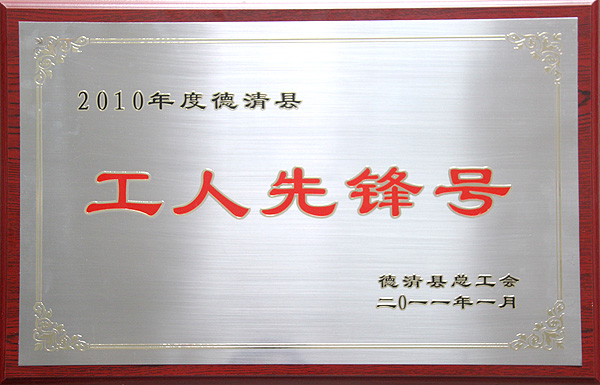 2010年度德清县
工人先锋号
德清县总工会
二0一一年一月